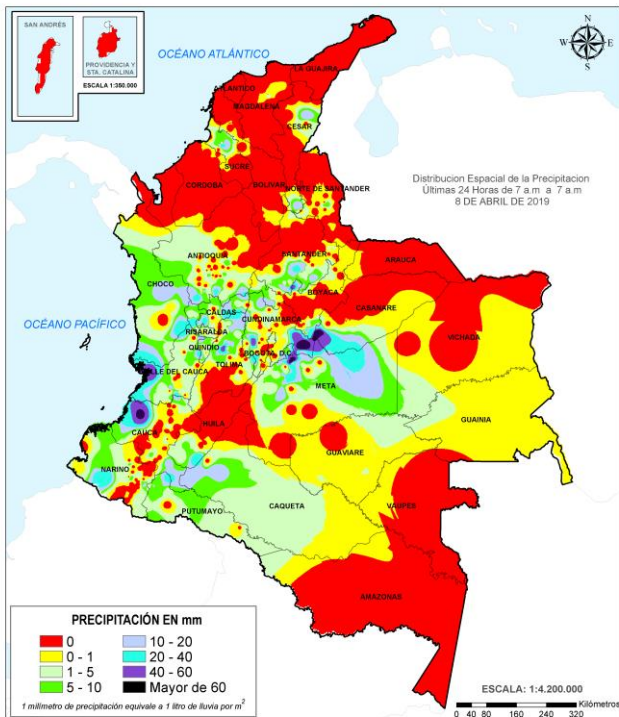 SAN ANDRÉS
PROVIDENCIA Y
STA. CATALINA
ESCALA 1:350.000
OCÉANO ATLÁNTICO
N
W
E
S
LA GUAJIRA
ATLANTICO
MAGDALENA
CESAR
SUCRE
CORDOBA
BOLIVAR
NORTE DE SANTANDER
Distribucion Espacial de la Precipitacion
Últimas 24 Horas de 7 a.m a 7 a.m
8 DE ABRIL DE 2019
ANTIOQUIA
SANTANDER
ARAUCA
CHOCO
BOYACA
CASANARE
OCÉANO PACÍFICO
CALDAS
CUNDINAMARCA
RISARALDA
VICHADA
QUINDIO
BOGOTA, D.C.
TOLIMA
VALLE DEL CAUCA
META
GUAINIA
CAUCA
HUILA
GUAVIARE
NARIÑO
CAQUETA
VAUPES
PUTUMAYO
AMAZONAS
PRECIPITACIÓN EN mm
0
10 - 20
0 - 1
20 - 40
1 - 5
40 - 60
5 - 10
Mayor de 60
1 milimetro de precipitación equivale a 1 litro de lluvia por m²
ESCALA: 1:4.200.000
Kilómetros
0 40 80 160 240 320